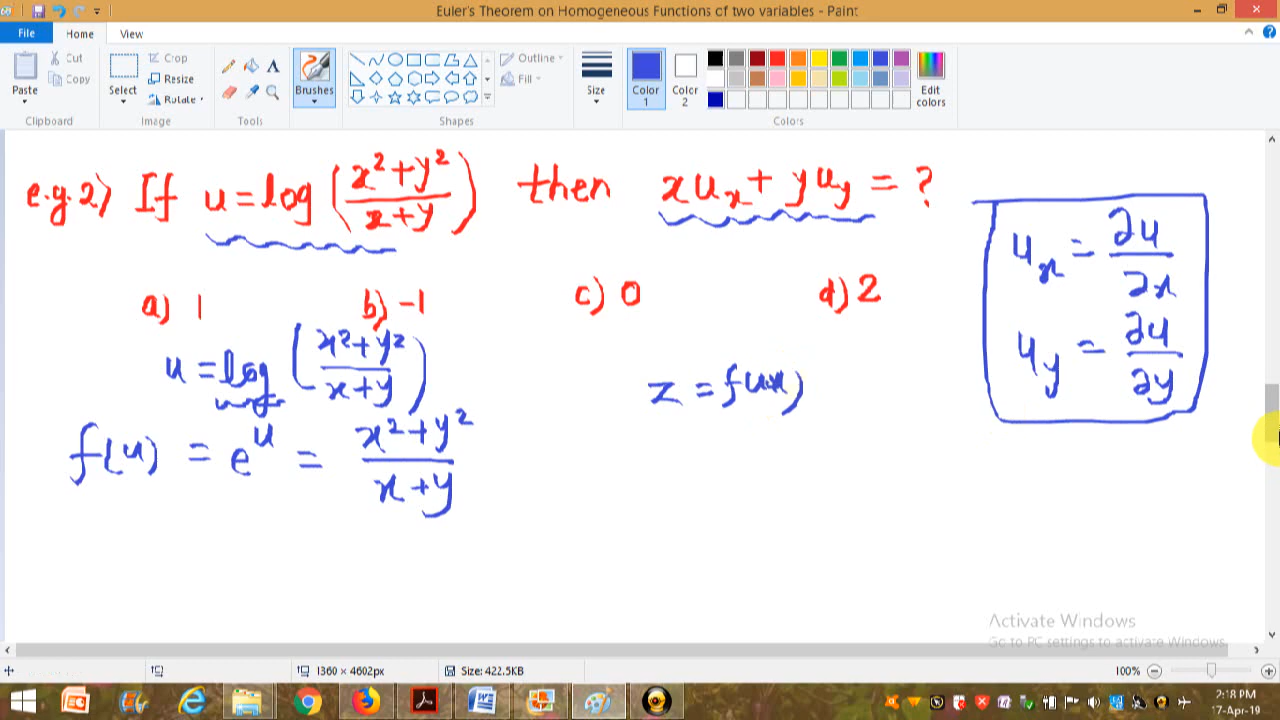 Euler's Theorem on Homogeneous Functions of two variables - Paint
File Home View
Paste Cut Copy Clipboard
Select Crop Resize Rotate Image
Tools
Brushes
Shapes Outline Fill
Size
Color 1 Color 2 Edit colors Colors
e.g.2) If u = log (x²+y² / x+y) then xuₓ + yu_y = ?
a) 1 b) -1 c) 0 d) 2
uₓ = ∂u/∂x
u_y = ∂u/∂y
u = log (x²+y² / x+y)
f(u) = e^u = x²+y² / x+y
Activate Windows
Go to PC settings to activate Windows.
1360 × 4602px Size: 422.5KB 100%
2:18 PM
17-Apr-19